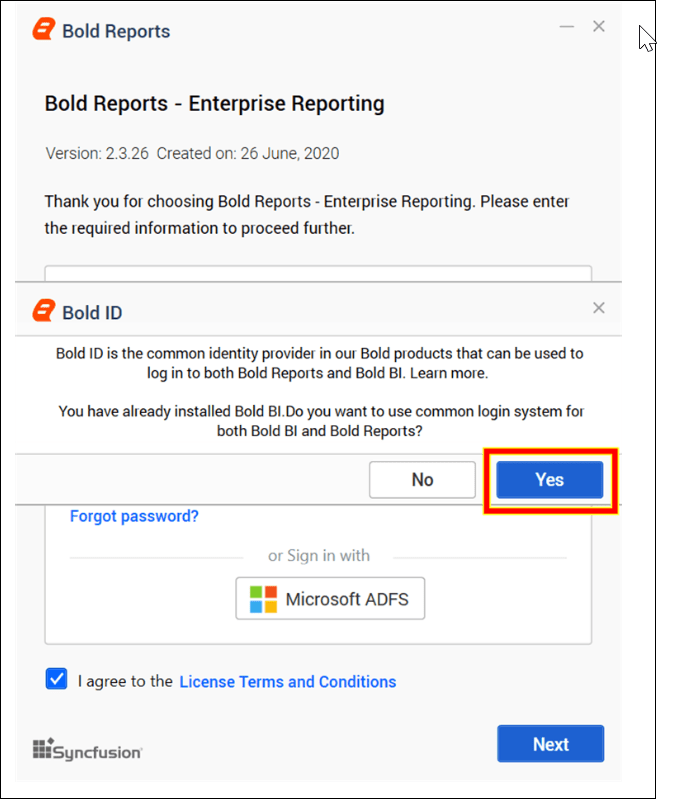 Bold Reports
Bold Reports - Enterprise Reporting
Version: 2.3.26 Created on: 26 June, 2020
Thank you for choosing Bold Reports - Enterprise Reporting. Please enter
the required information to proceed further.
Bold ID
Bold ID is the common identity provider in our Bold products that can be used to
log in to both Bold Reports and Bold BI. Learn more.
You have already installed Bold BI.Do you want to use common login system for
both Bold BI and Bold Reports?
No
Yes
Forgot password?
or Sign in with
Microsoft ADFS
I agree to the License Terms and Conditions
Syncfusion
Next